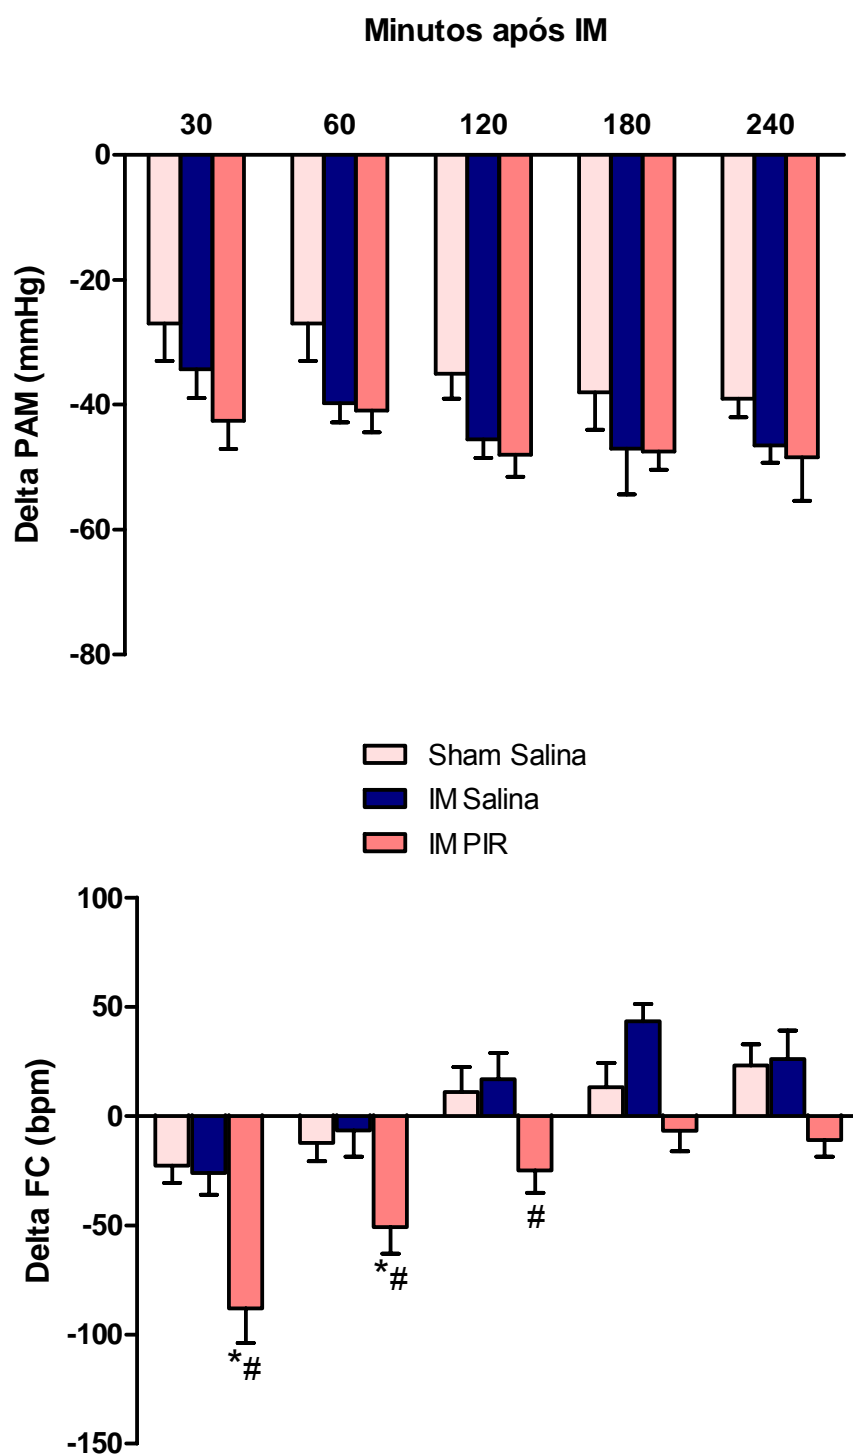 Minutos após IM
30 60 120 180 240
0
-20
-40
-60
-80
Delta PAM (mmHg)
Sham Salina
IM Salina
IM PIR
100
50
0
-50
-100
-150
Delta FC (bpm)
*#
*#
#